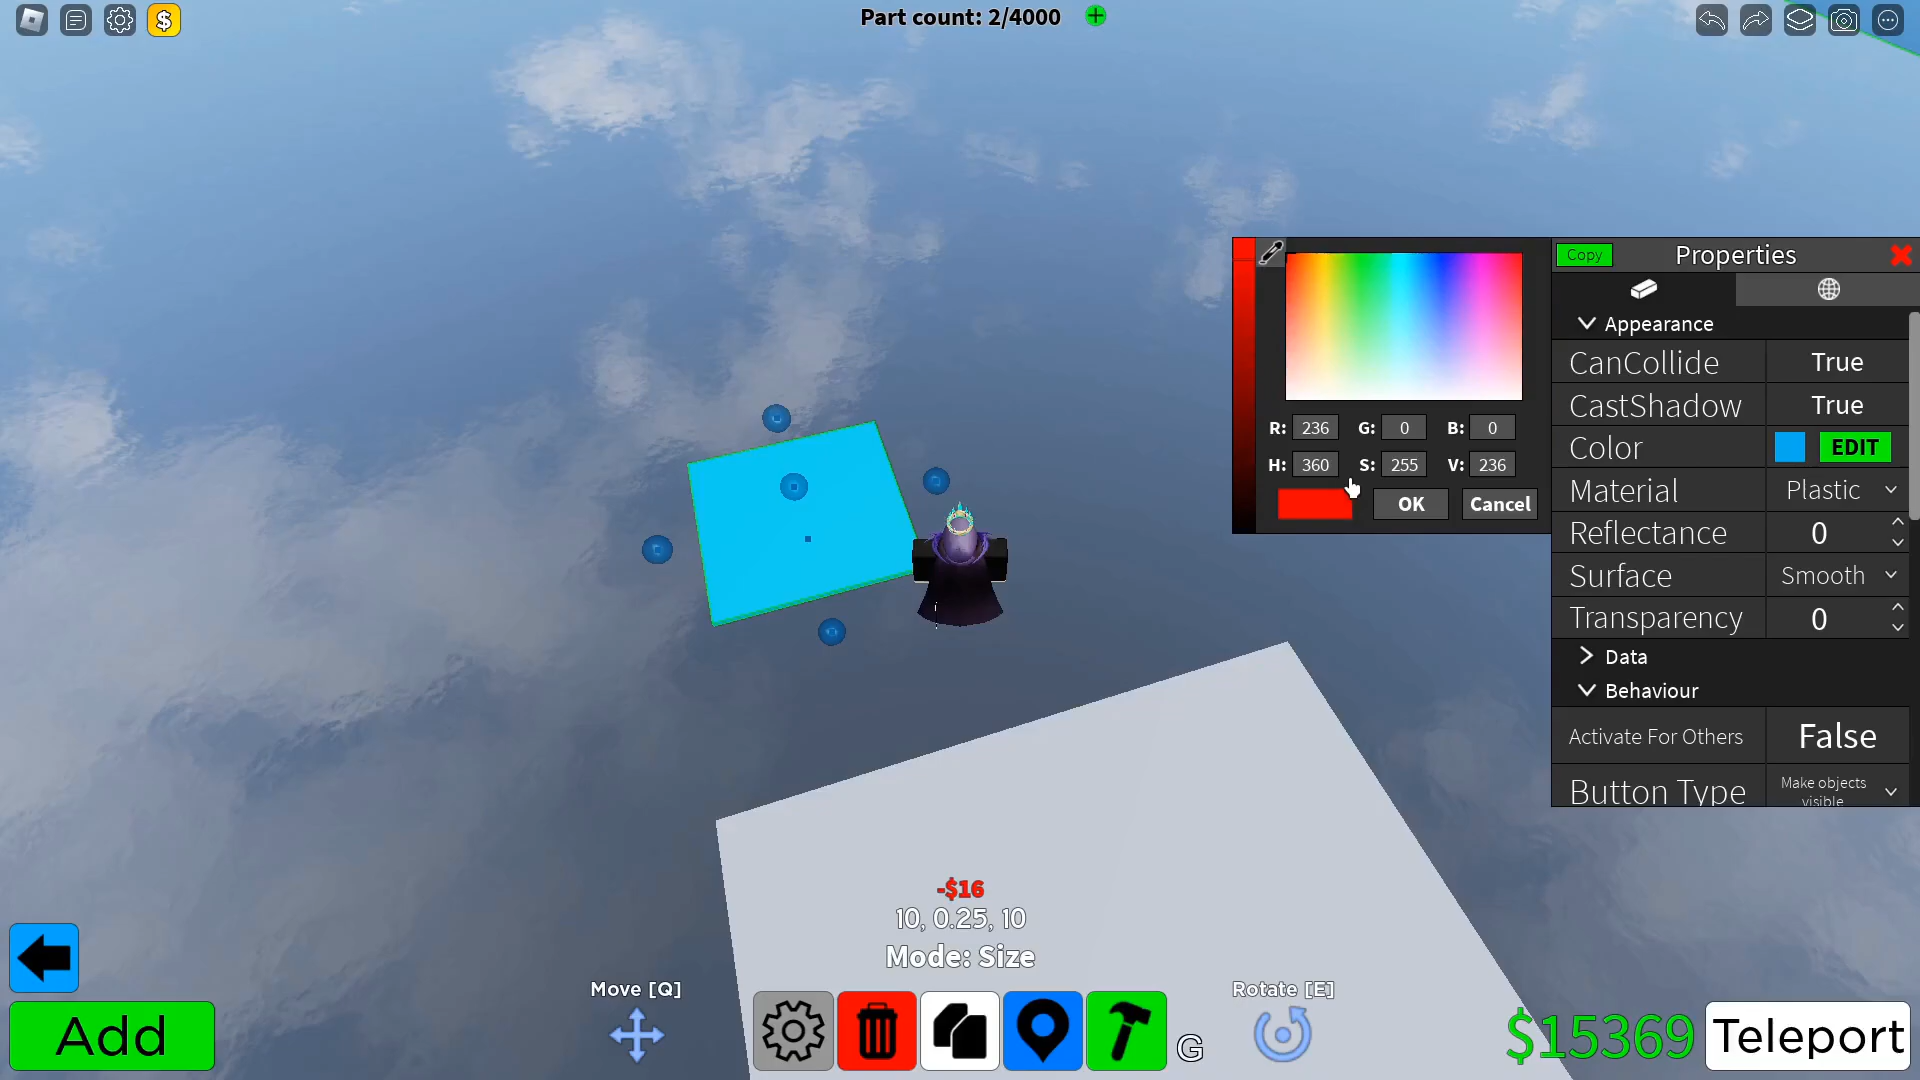 Part count: 2/4000
Copy
Properties
Appearance
CanCollide
True
CastShadow
True
Color
EDIT
Material
Plastic
Reflectance
0
Surface
Smooth
Transparency
0
Data
Behaviour
Activate For Others
False
Button Type
Make objects
visible
R: 236 G: 0 B: 0
H: 360 S: 255 V: 236
OK
Cancel
-$16
10, 0.25, 10
Mode: Size
Move [Q]
Rotate [E]
G
Add
$15369
Teleport